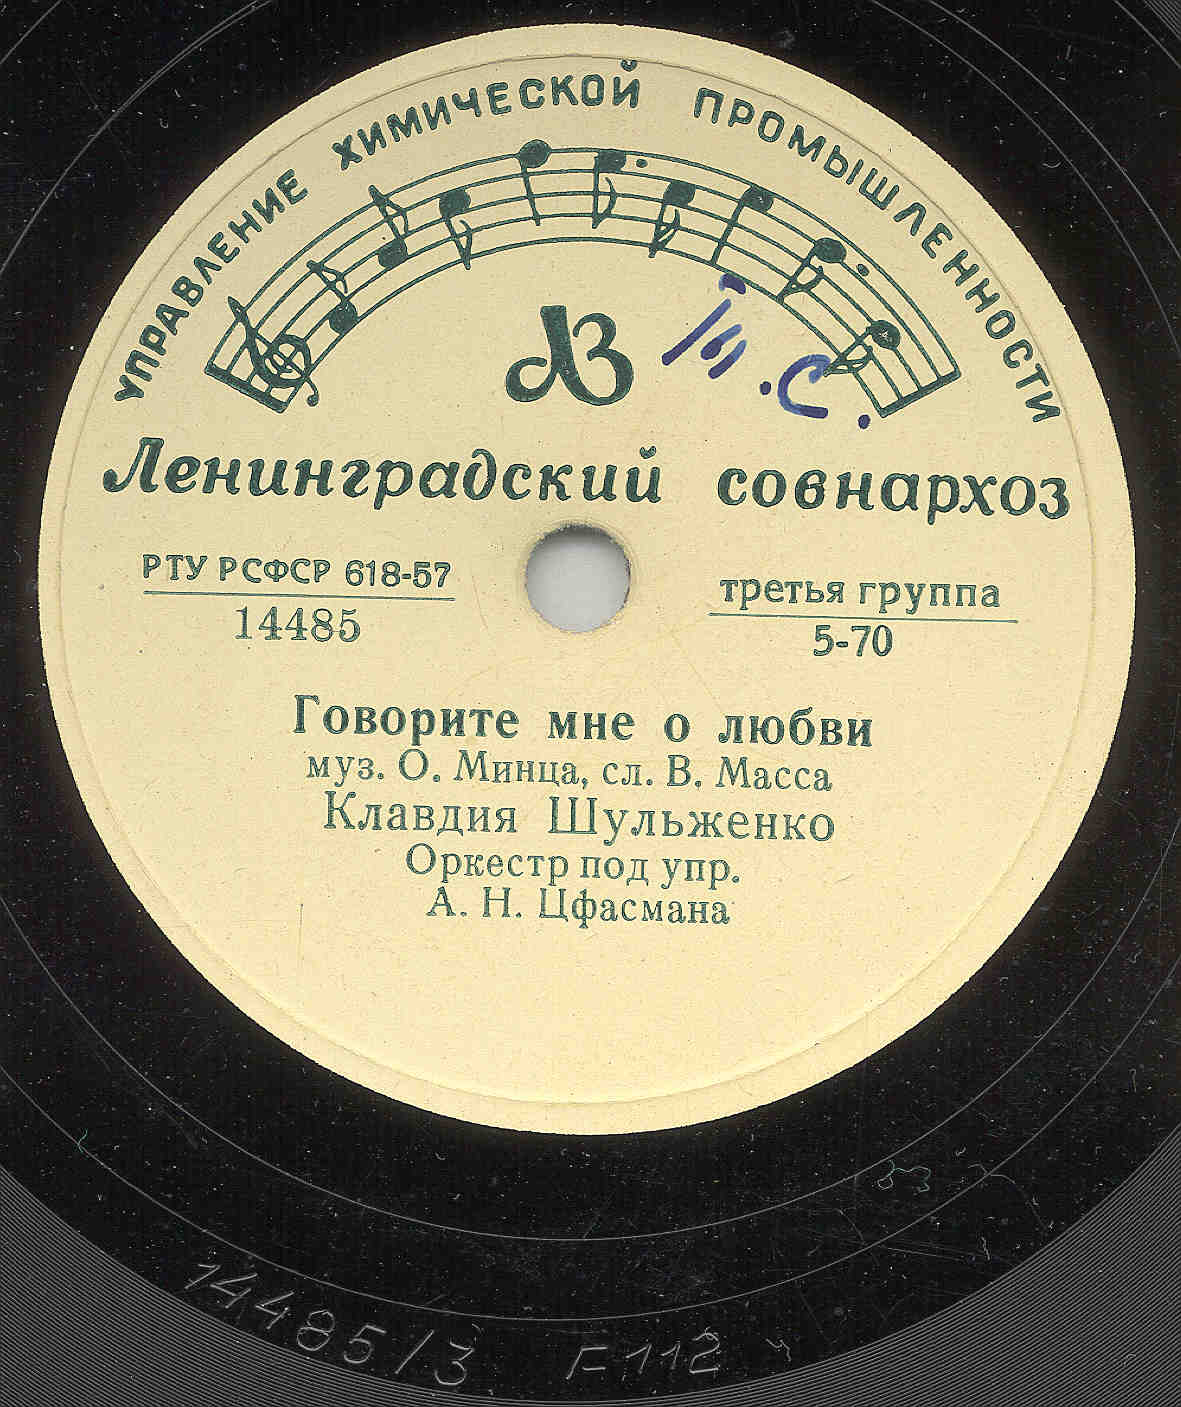 УПРАВЛЕНИЕ ХИМИЧЕСКОЙ ПРОМЫШЛЕННОСТИ
ЛЗ
Ленинградский совнархоз
РТУ РСФСР 618-57
14485
третья группа
5-70
Говорите мне о любви
муз. О. Минца, сл. В. Масса
Клавдия Шульженко
Оркестр под упр.
А. Н. Цфасмана
14485/3 F112